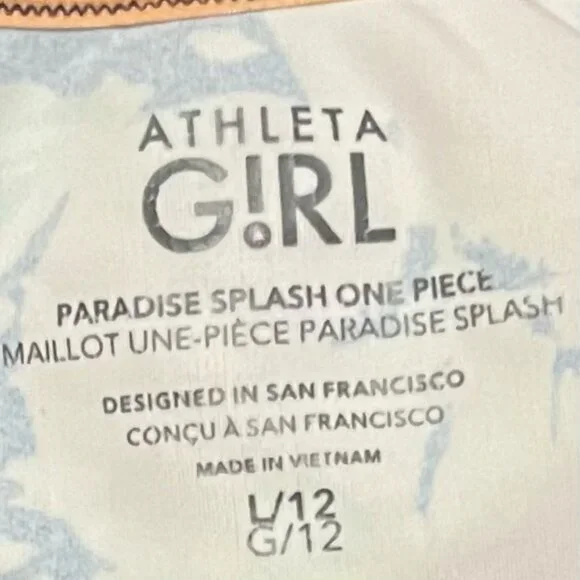 ATHLETA
G!RL
PARADISE SPLASH ONE PIECE
MAILLOT UNE-PIÈCE PARADISE SPLASH
DESIGNED IN SAN FRANCISCO
CONÇU À SAN FRANCISCO
MADE IN VIETNAM
L/12
G/12